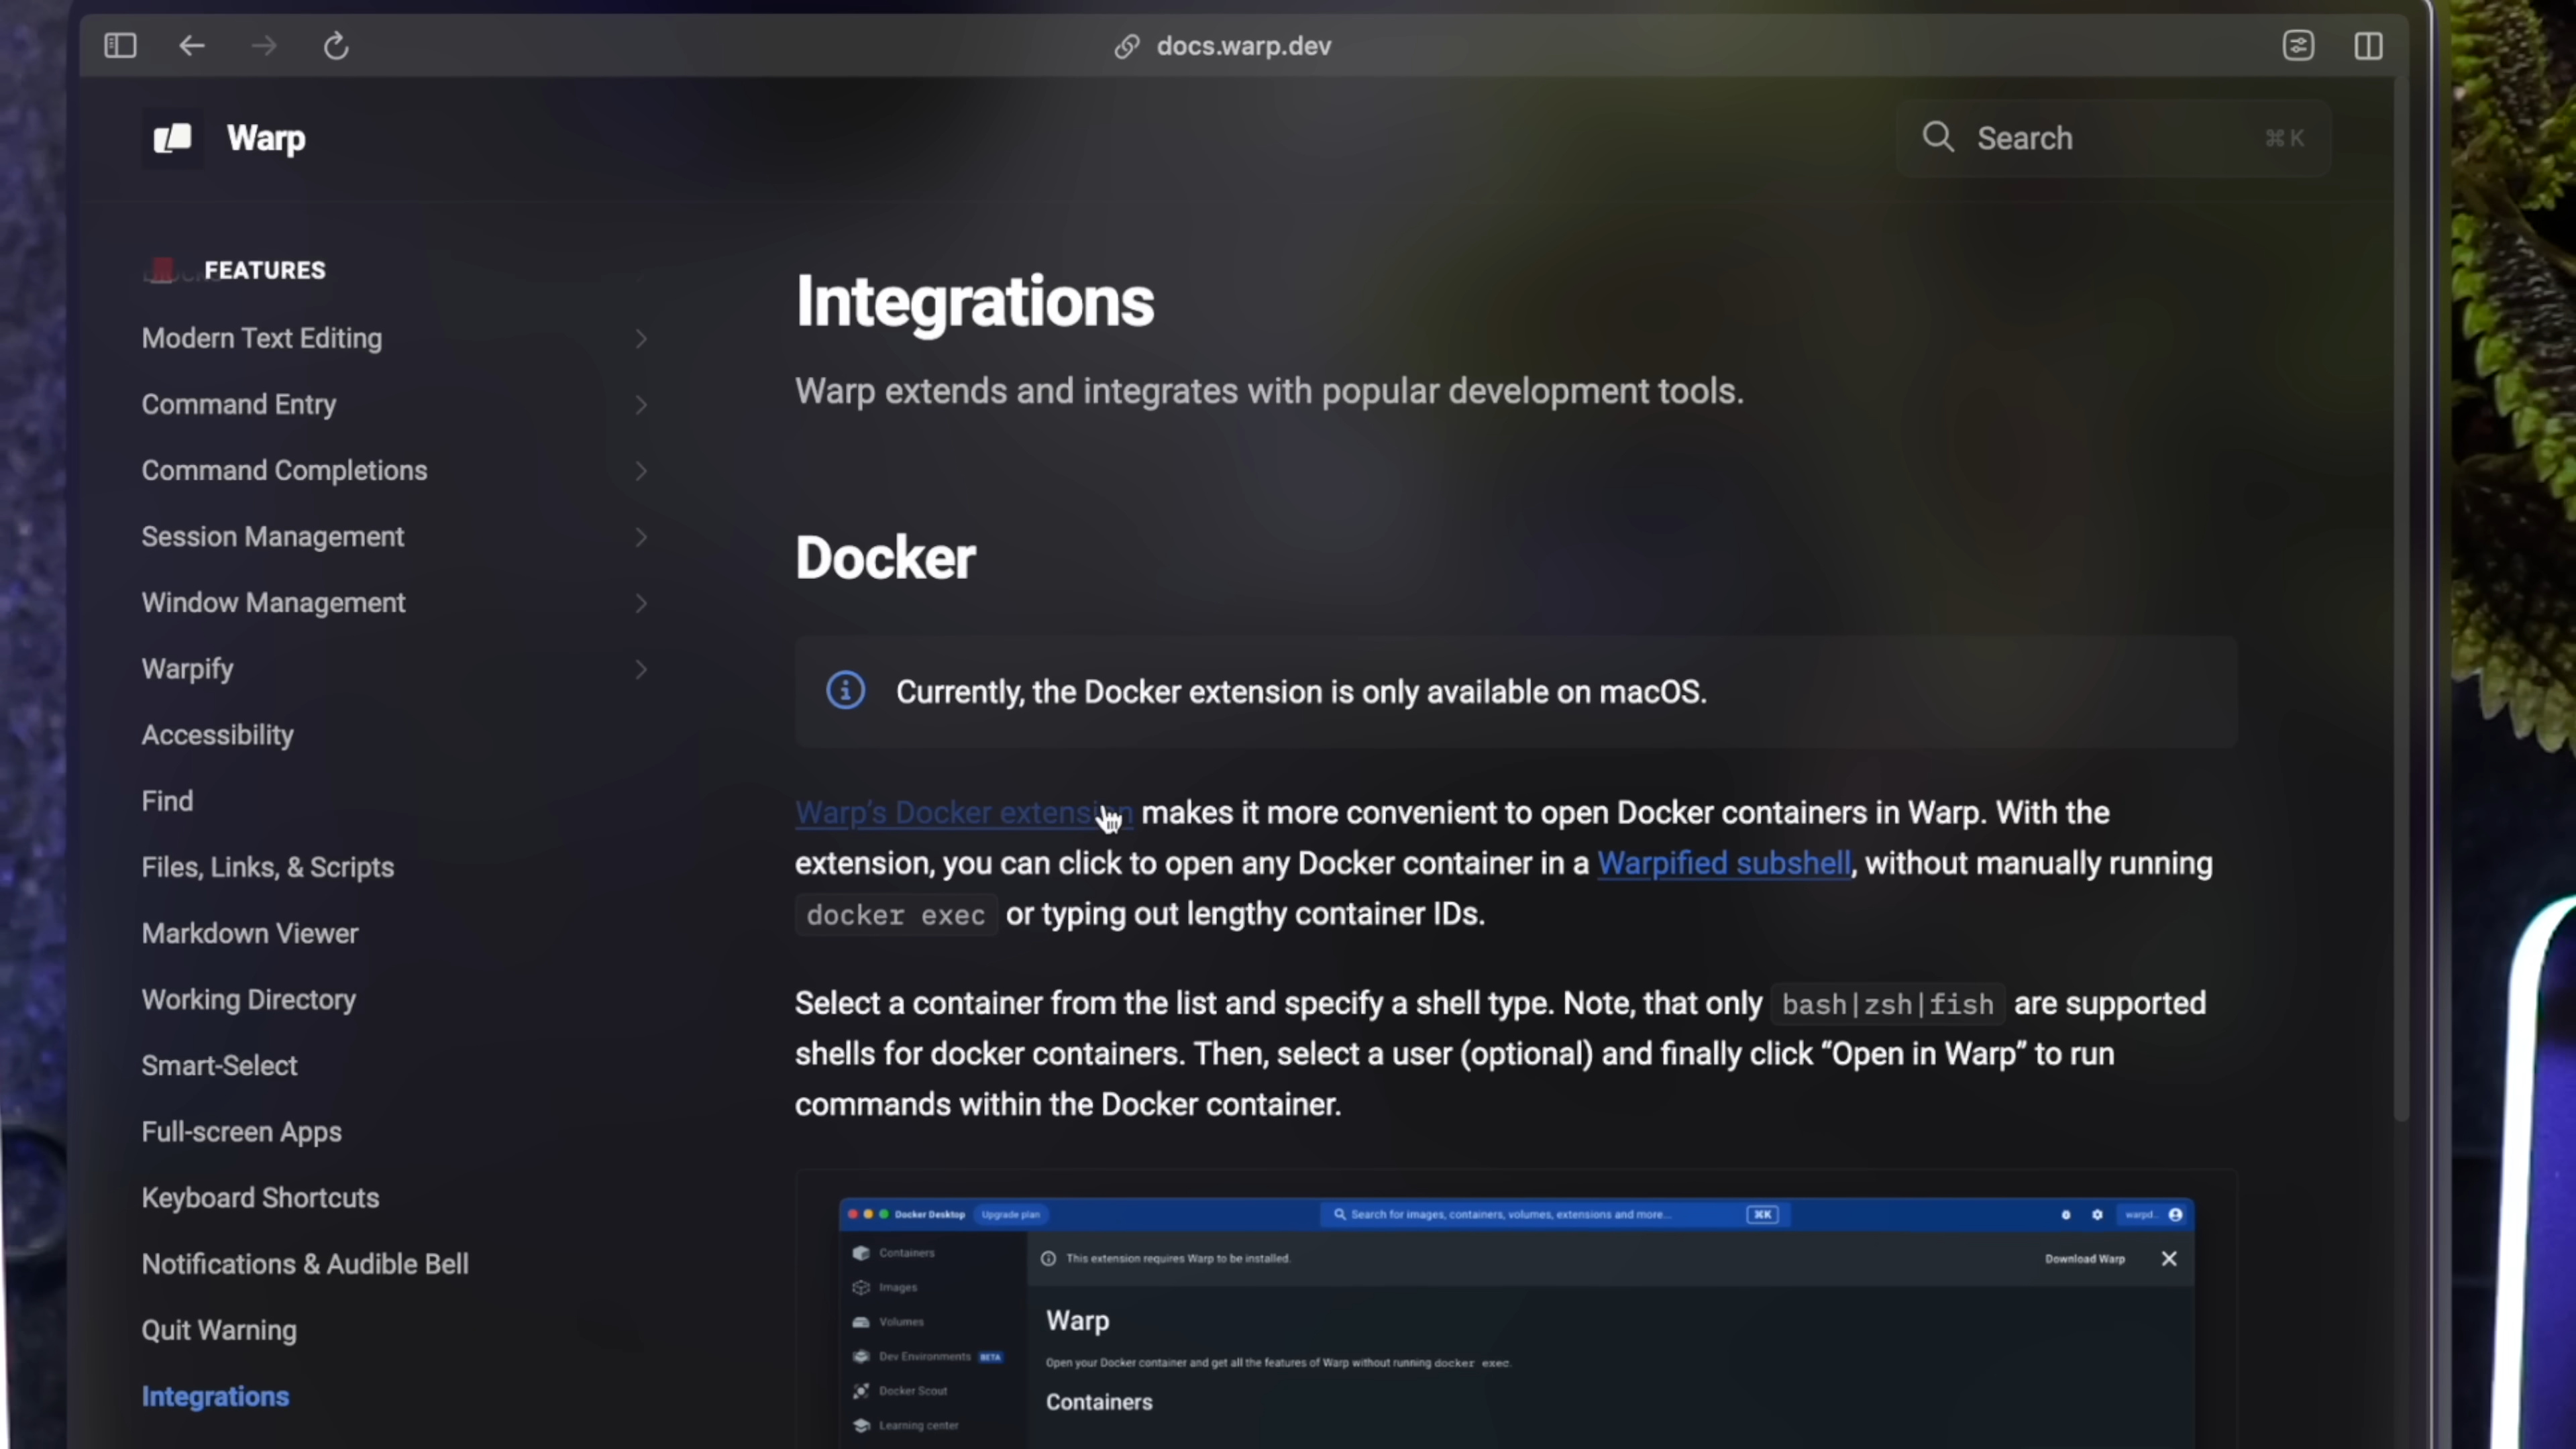 docs.warp.dev
Warp
Search
⌘ K
FEATURES
Modern Text Editing
Command Entry
Command Completions
Session Management
Window Management
Warpify
Accessibility
Find
Files, Links, & Scripts
Markdown Viewer
Working Directory
Smart-Select
Full-screen Apps
Keyboard Shortcuts
Notifications & Audible Bell
Quit Warning
Integrations
Integrations
Warp extends and integrates with popular development tools.
Docker
Currently, the Docker extension is only available on macOS.
Warp's Docker extension makes it more convenient to open Docker containers in Warp. With the
extension, you can click to open any Docker container in a Warpified subshell, without manually running
docker exec or typing out lengthy container IDs.
Select a container from the list and specify a shell type. Note, that only bash|zsh|fish are supported
shells for docker containers. Then, select a user (optional) and finally click “Open in Warp” to run
commands within the Docker container.
Docker Desktop Upgrade plan
Search for images, containers, volumes, extensions and more...
⌘K
warpd...
Containers
Images
Volumes
Dev Environments BETA
Docker Scout
Learning center
This extension requires Warp to be installed.
Download Warp
Warp
Open your Docker container and get all the features of Warp without running docker exec.
Containers